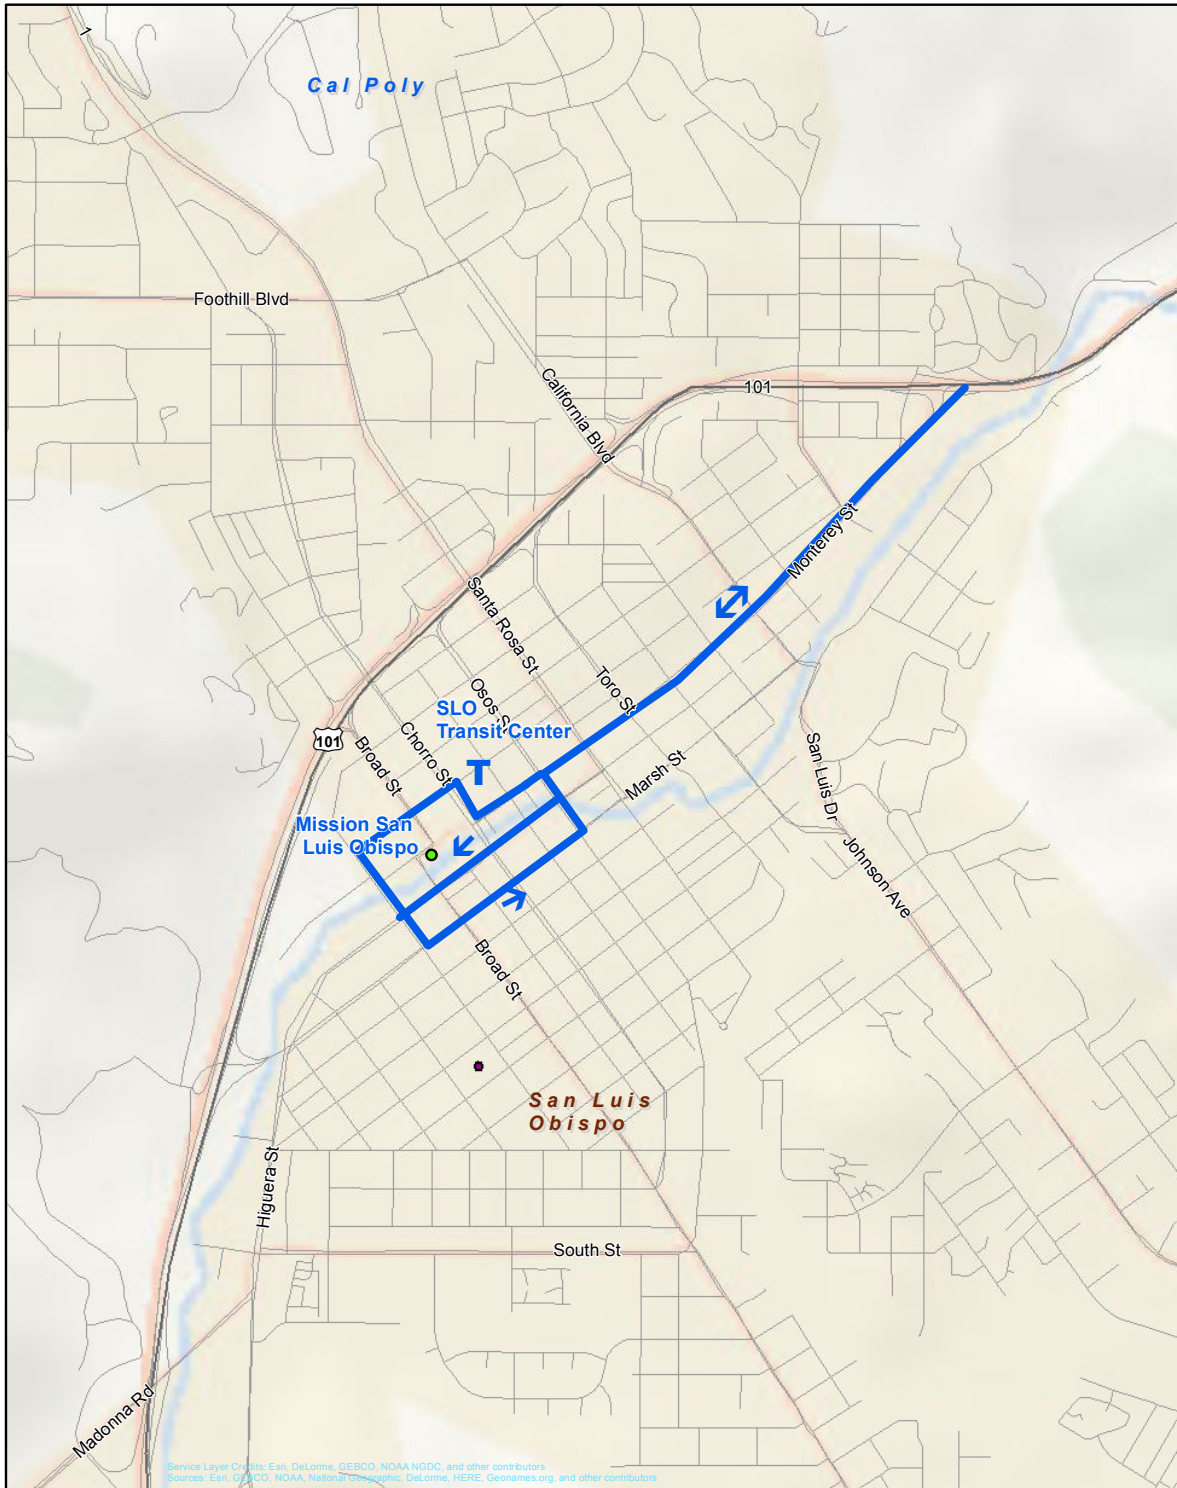 1
Cal Poly
Foothill Blvd
California Blvd
101
Monterey St
Santa Rosa St
Toro St
Osos St
SLO
Transit Center
T
Chorro St
101
Broad St
Marsh St
San Luis Dr
Mission San
Luis Obispo
Johnson Ave
Broad St
San Luis
Obispo
Higuera St
South St
Madonna Rd
Service Layer Credits: Esri, DeLorme, GEBCO, NOAA NGDC, and other contributors
Sources: Esri, GEBCO, NOAA, National Geographic, DeLorme, HERE, Geonames.org, and other contributors